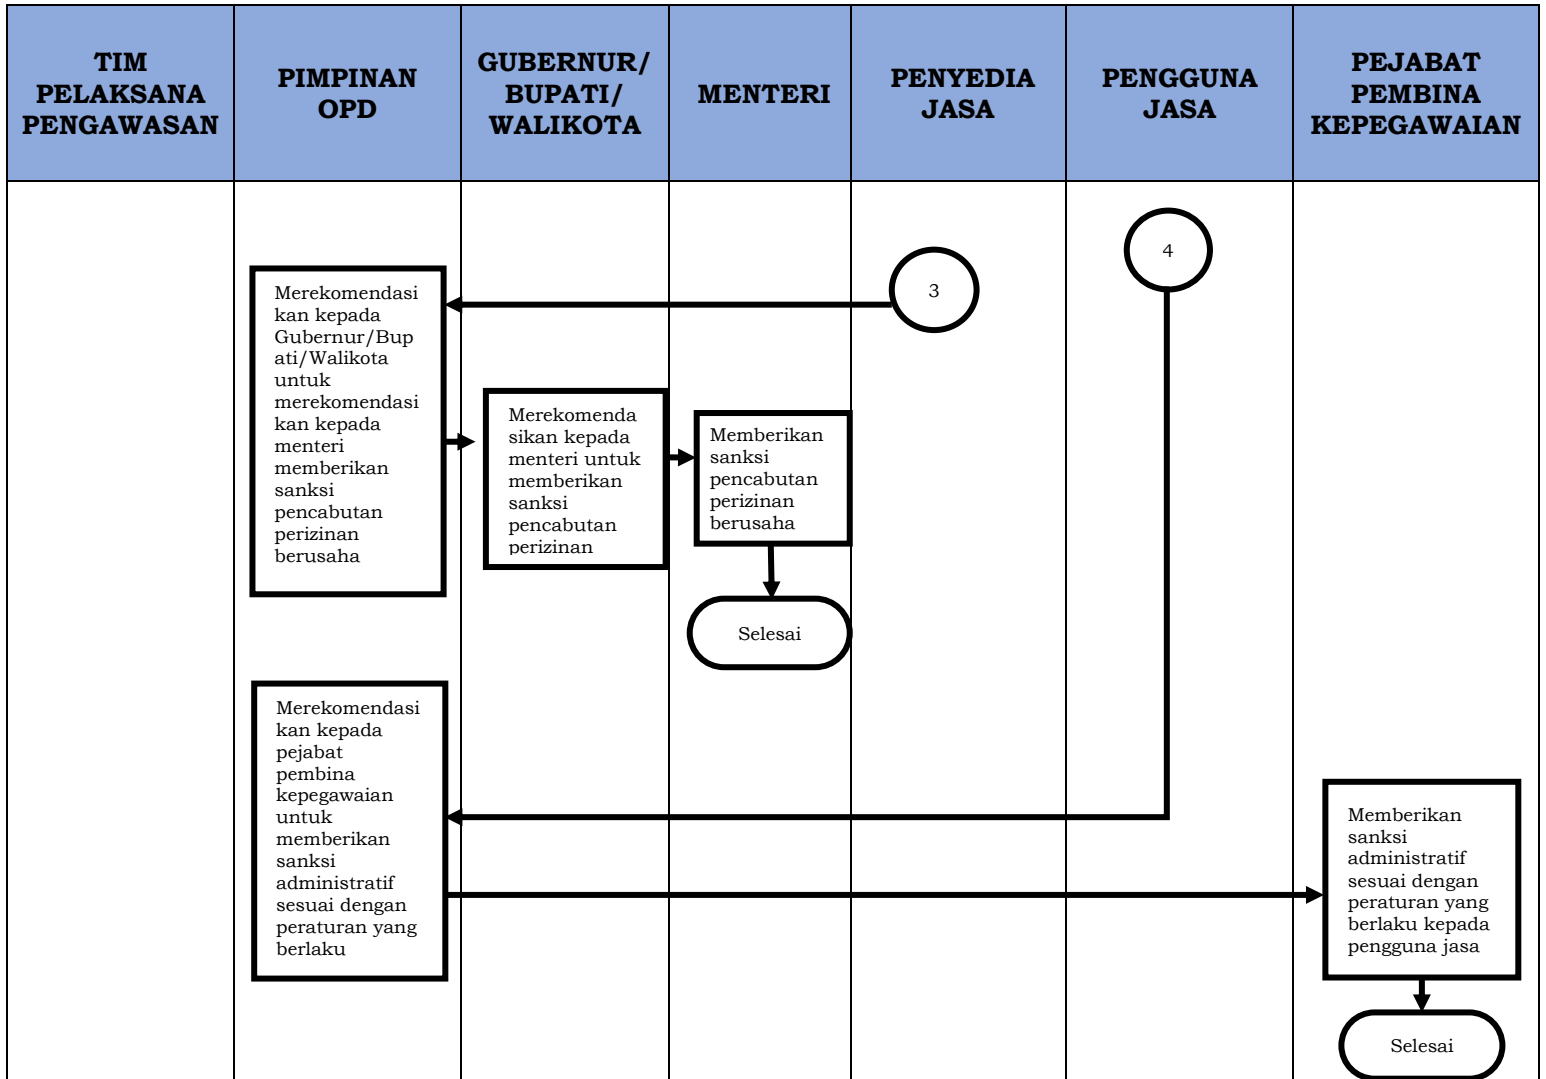 TIM
PELAKSANA
PENGAWASAN
PIMPINAN
OPD
GUBERNUR/
BUPATI/
WALIKOTA
MENTERI
PENYEDIA
JASA
PENGGUNA
JASA
PEJABAT
PEMBINA
KEPEGAWAIAN
4
3
Merekomendasi
kan kepada
Gubernur/Bup
ati/Walikota
untuk
merekomendasi
kan kepada
menteri
memberikan
sanksi
pencabutan
perizinan
berusaha
Merekomenda
sikan kepada
menteri untuk
memberikan
sanksi
pencabutan
perizinan
Memberikan
sanksi
pencabutan
perizinan
berusaha
Selesai
Merekomendasi
kan kepada
pejabat
pembina
kepegawaian
untuk
memberikan
sanksi
administratif
sesuai dengan
peraturan yang
berlaku
Memberikan
sanksi
administratif
sesuai dengan
peraturan yang
berlaku kepada
pengguna jasa
Selesai